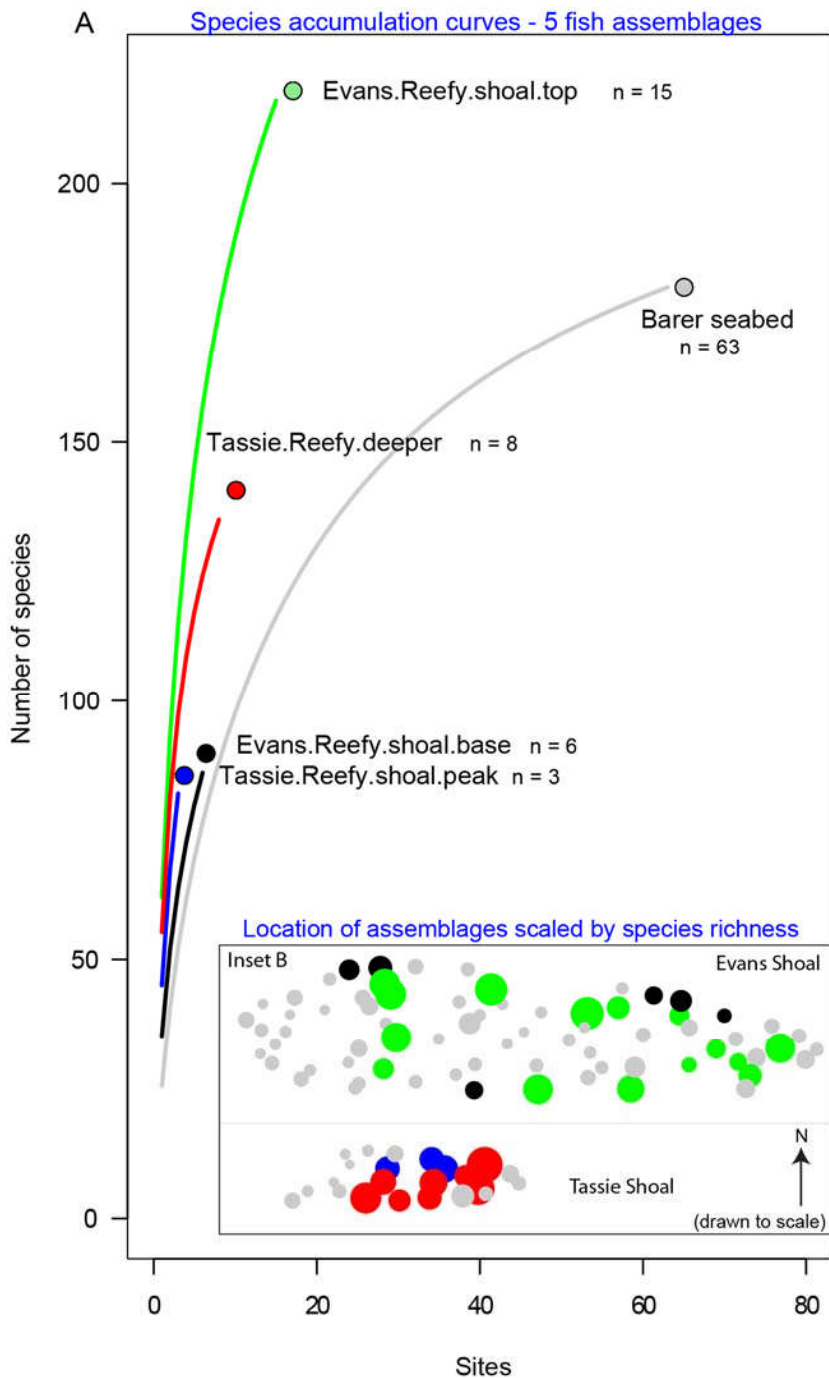 A
Species accumulation curves - 5 fish assemblages
Evans.Reefy.shoal.top n = 15
200
Barer seabed
n = 63
150
Tassie.Reefy.deeper n = 8
Number of species
100
Evans.Reefy.shoal.base n = 6
Tassie.Reefy.shoal.peak n = 3
50
Location of assemblages scaled by species richness
Inset B
Evans Shoal
N
Tassie Shoal
(drawn to scale)
0
0 20 40 60 80
Sites